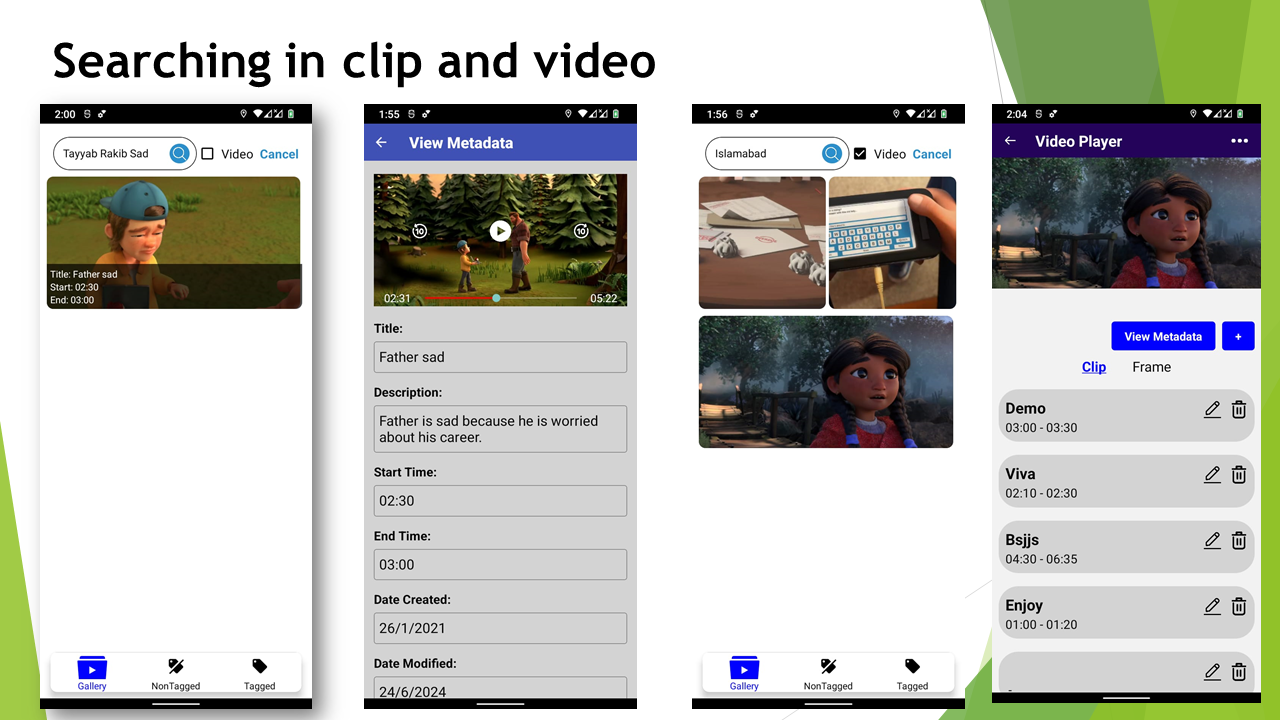 Searching in clip and video
2:00
Tayyab Rakib Sad
Video
Cancel
Title: Father sad
Start: 02:30
End: 03:00
Gallery
NonTagged
Tagged
1:55
View Metadata
10
10
02:31
05:22
Title:
Father sad
Description:
Father is sad because he is worried
about his career.
Start Time:
02:30
End Time:
03:00
Date Created:
26/1/2021
Date Modified:
24/6/2024
1:56
Islamabad
Video
Cancel
Gallery
NonTagged
Tagged
2:04
Video Player
View Metadata
+
Clip
Frame
Demo
03:00 - 03:30
Viva
02:10 - 02:30
Bsjjs
04:30 - 06:35
Enjoy
01:00 - 01:20